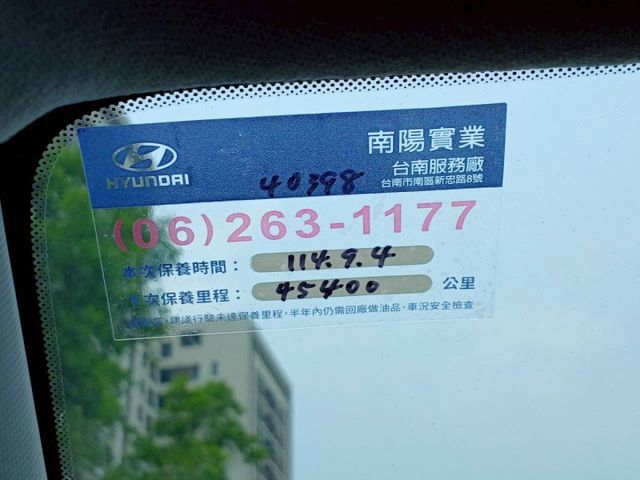 南陽實業
HYUNDAI
台南服務廠
40398
台南市南區新忠路8號
(06)263-1177
本次保養時間：114.9.4
下次保養里程：45400 公里
建議行駛未達保養里程，半年內仍需回廠做油品、車況安全檢查